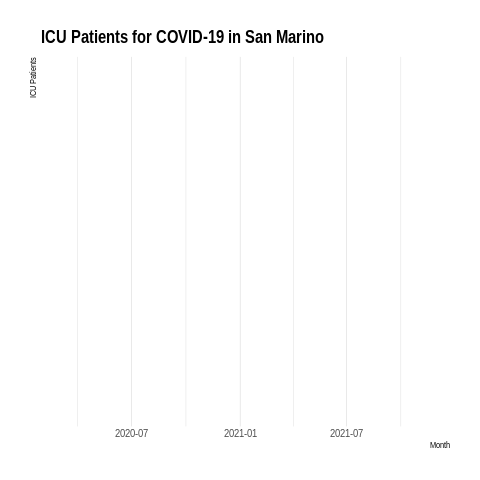 ICU Patients for COVID-19 in San Marino
ICU Patients
2020-07
2021-01
2021-07
Month